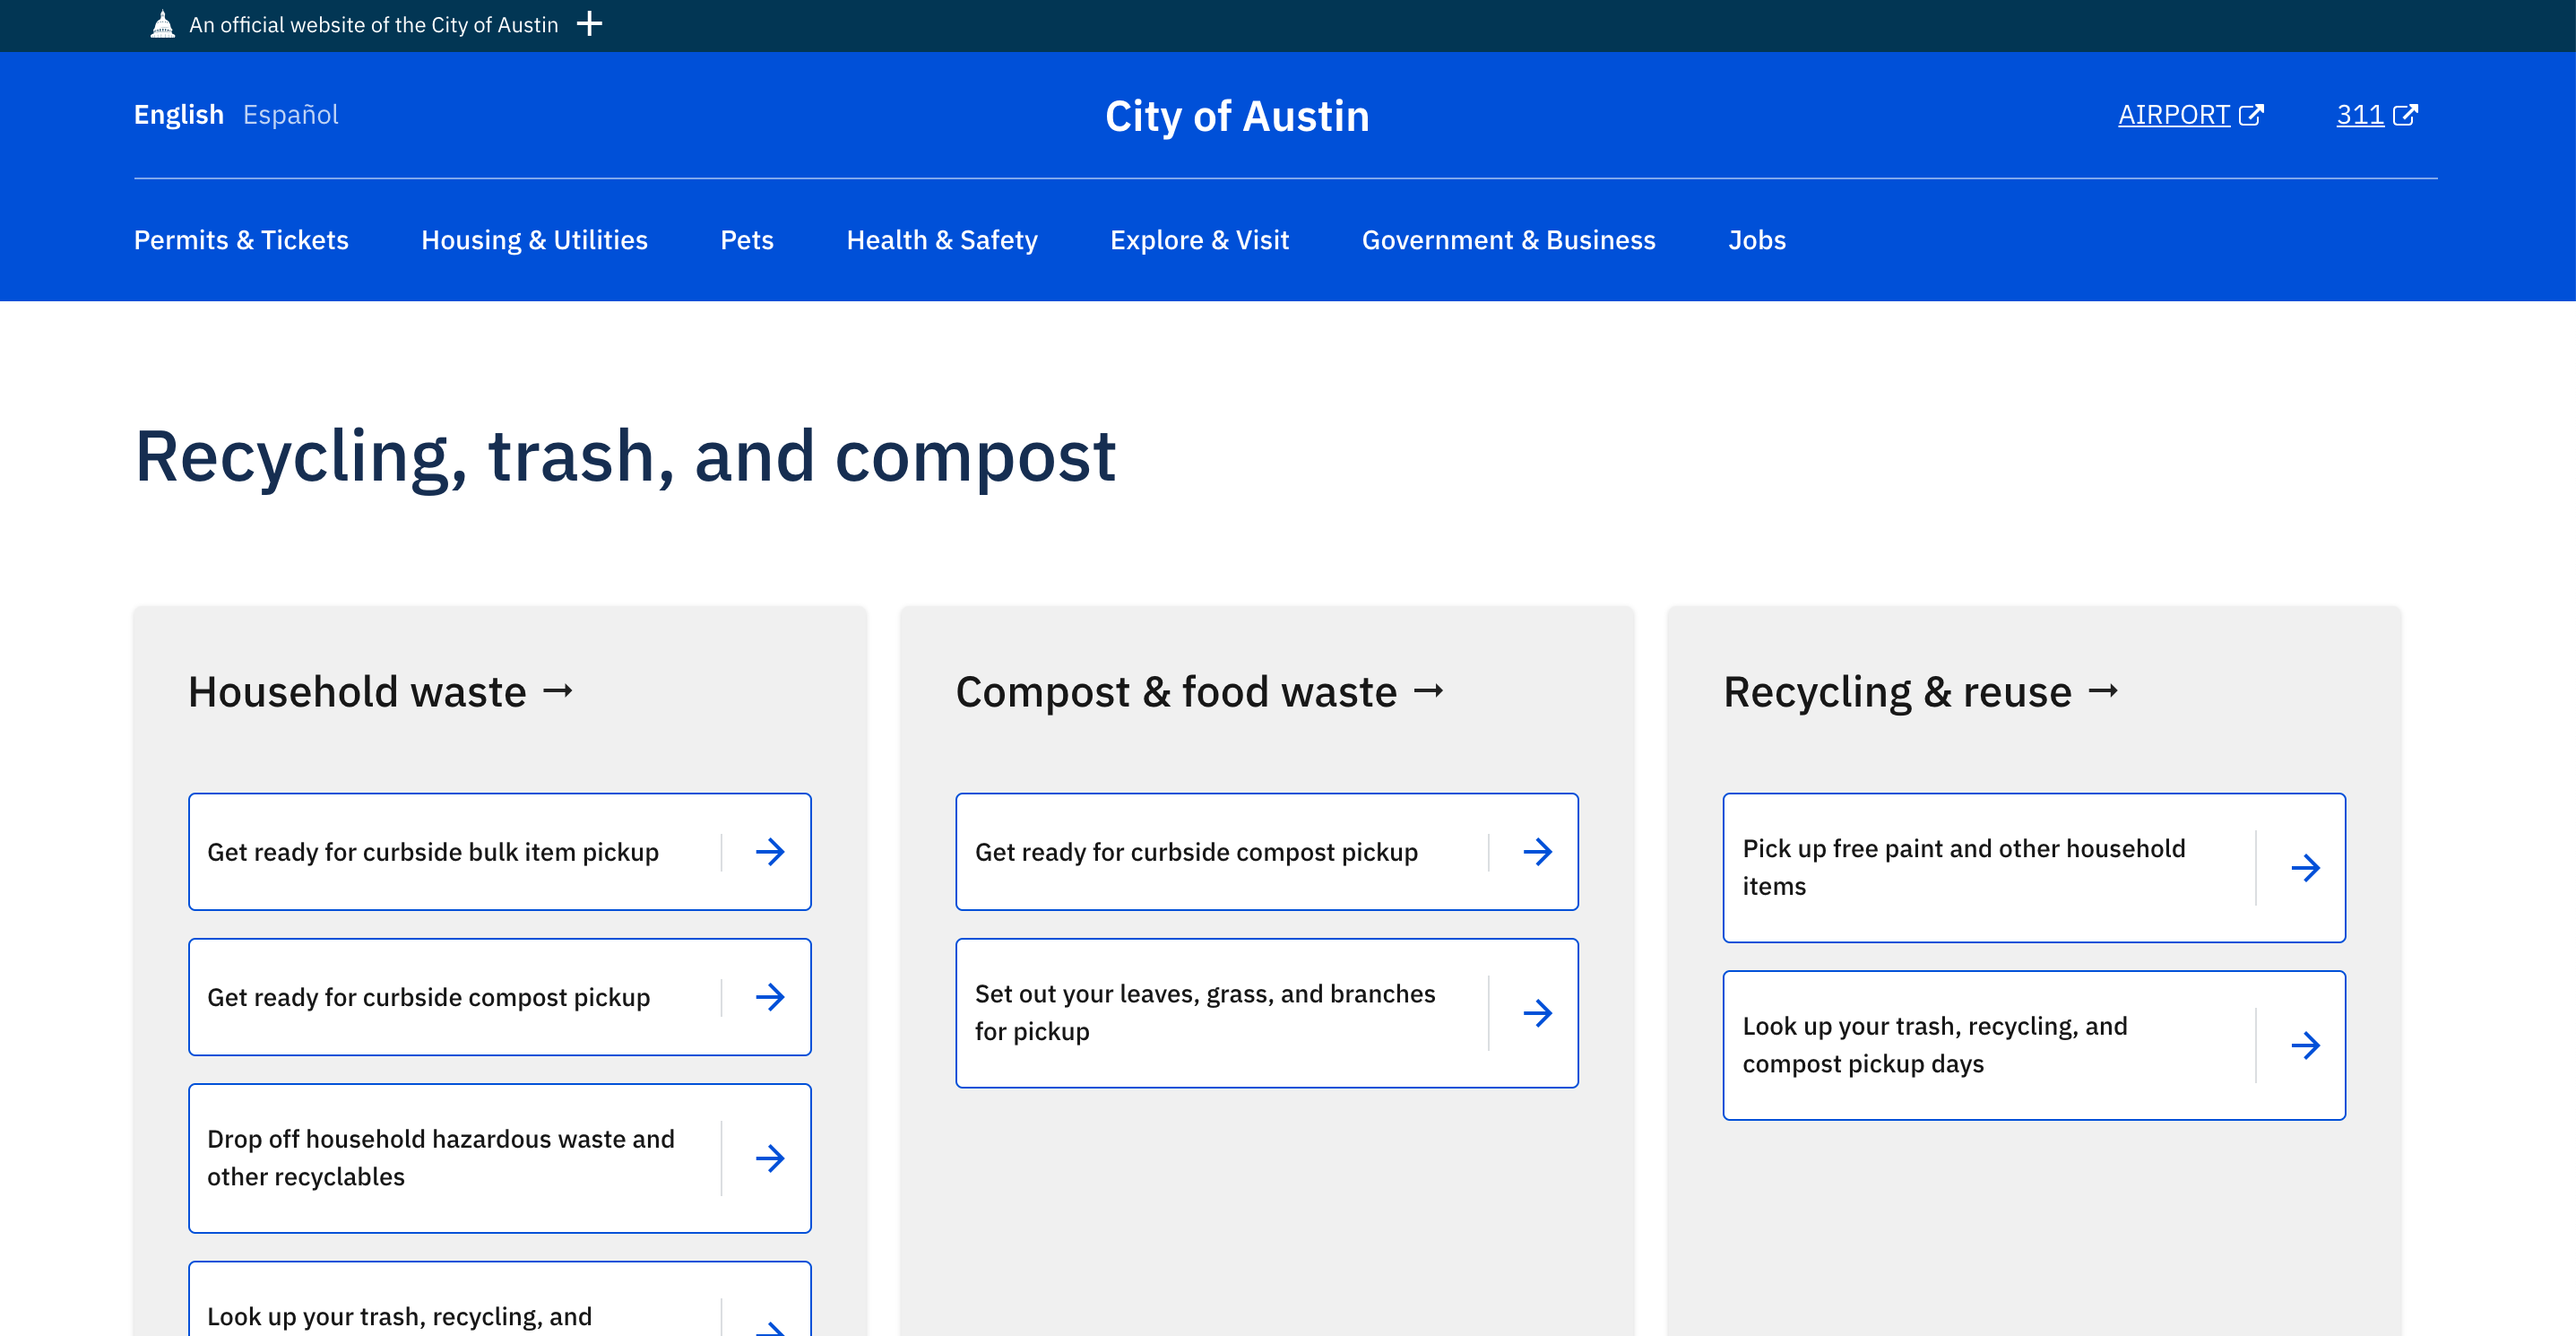 An official website of the City of Austin
English Español
City of Austin
AIRPORT
311
Permits & Tickets
Housing & Utilities
Pets
Health & Safety
Explore & Visit
Government & Business
Jobs
Recycling, trash, and compost
Household waste →
Get ready for curbside bulk item pickup
Get ready for curbside compost pickup
Drop off household hazardous waste and
other recyclables
Look up your trash, recycling, and
Compost & food waste →
Get ready for curbside compost pickup
Set out your leaves, grass, and branches
for pickup
Recycling & reuse →
Pick up free paint and other household
items
Look up your trash, recycling, and
compost pickup days